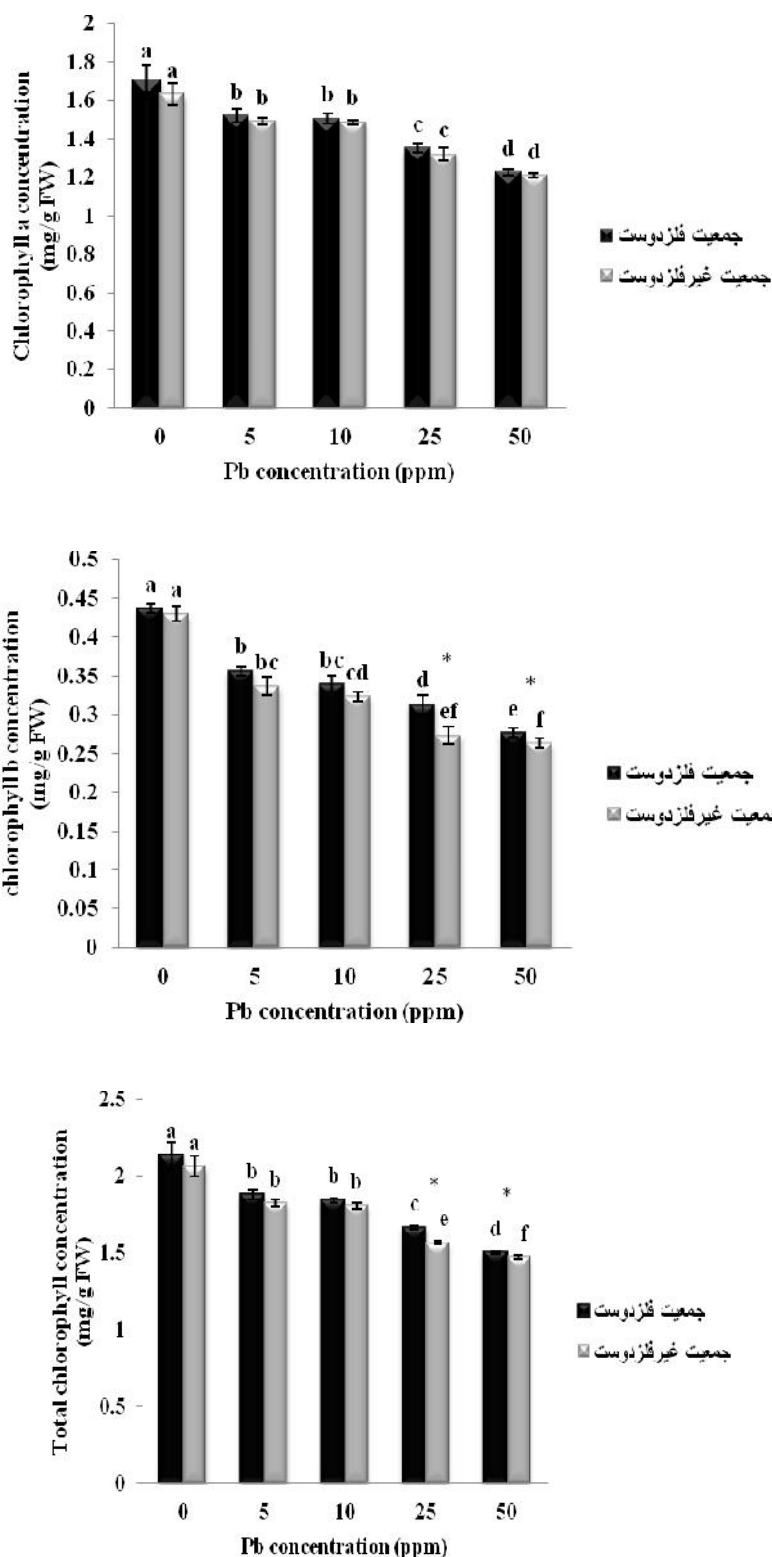 Chlorophyll a concentration
(mg/g FW)
2
1.8
1.6
1.4
1.2
1
0.8
0.6
0.4
0.2
0
a a
b b
b b
c c
d d
0 5 10 25 50
Pb concentration (ppm)
جمعیت فلزدوست
جمعیت غیرفلزدوست
chlorophyll b concentration
(mg/g FW)
0.5
0.45
0.4
0.35
0.3
0.25
0.2
0.15
0.1
0.05
0
a a
b bc
bc cd
*
d ef
*
e f
0 5 10 25 50
Pb concentration (ppm)
جمعیت فلزدوست
جمعیت غیرفلزدوست
Total chlorophyll concentration
(mg/g FW)
2.5
2
1.5
1
0.5
0
a a
b b
b b
*
c e
*
d f
0 5 10 25 50
Pb concentration (ppm)
جمعیت فلزدوست
جمعیت غیرفلزدوست